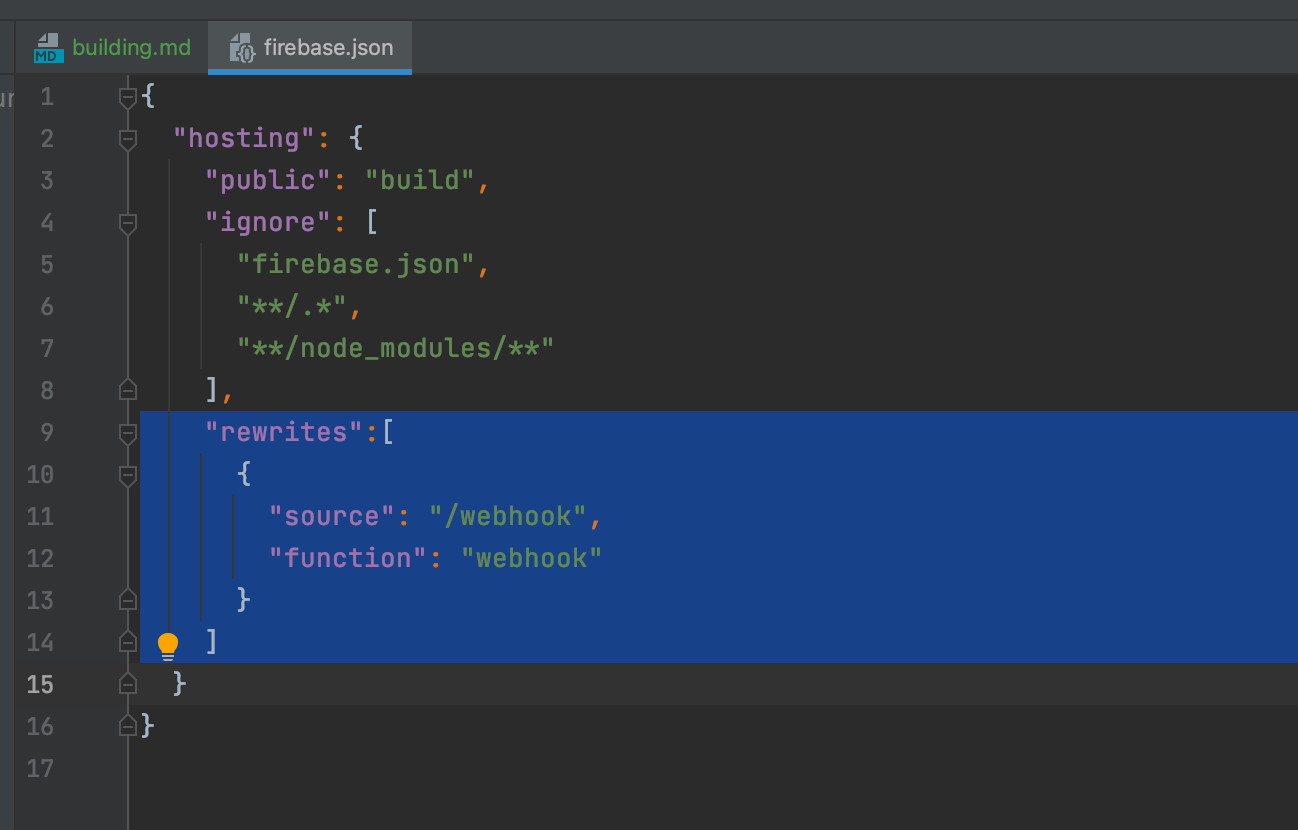 MD building.md {} firebase.json
1 {
2   "hosting": {
3     "public": "build",
4     "ignore": [
5       "firebase.json",
6       "**/.*",
7       "**/node_modules/**"
8     ],
9     "rewrites":[
10       {
11         "source": "/webhook",
12         "function": "webhook"
13       }
14     ]
15   }
16 }
17